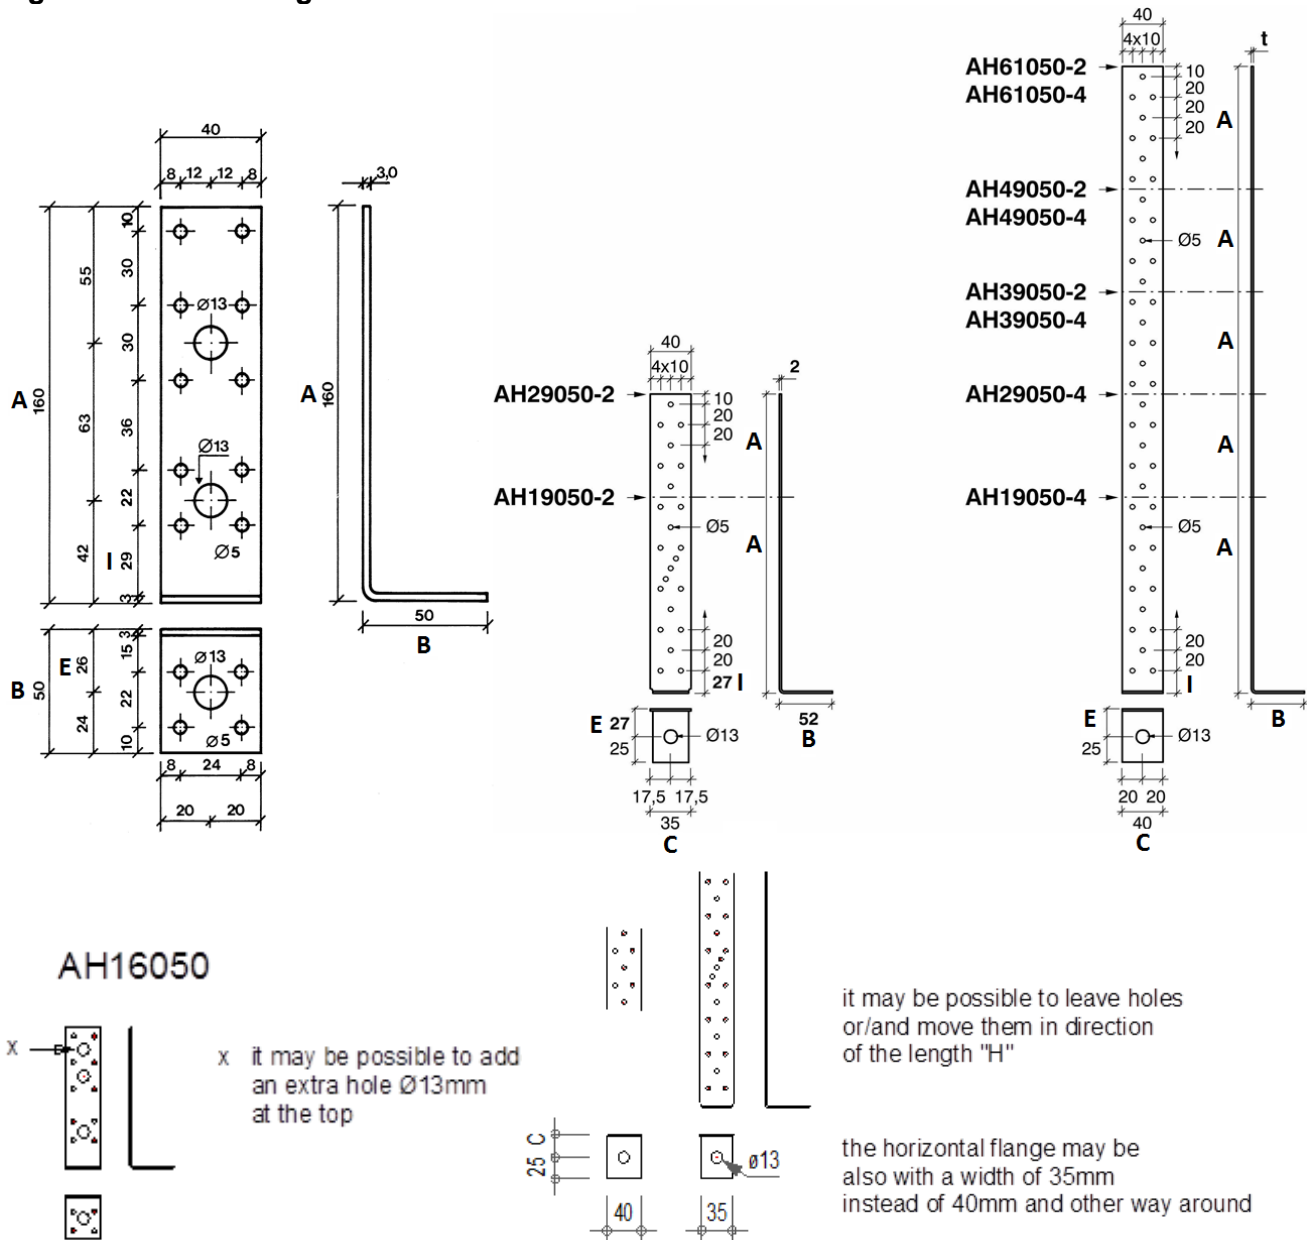 40
8 12 12 8
3,0
10
55
30
Ø13
30
A 160
A 160
63
36
Ø13
22
42
I 29
Ø5
3
50
B
3
E 26 15
Ø13
B 50
22
24
10
Ø5
8 24 8
20 20
40
4x10
2
AH29050-2
10
20
20
A
AH19050-2
Ø5
A
20
20
27 I
52
B
E 27
25
Ø13
17,5 17,5
35
C
40
4x10
t
AH61050-2
AH61050-4
10
20
20
20
A
AH49050-2
AH49050-4
Ø5
A
AH39050-2
AH39050-4
A
AH29050-4
A
AH19050-4
Ø5
A
20
20
I
B
E
25
Ø13
20 20
40
C
AH16050
x
x it may be possible to add
an extra hole Ø13mm
at the top
it may be possible to leave holes
or/and move them in direction
of the length "H"
C
25
ø13
40
35
the horizontal flange may be
also with a width of 35mm
instead of 40mm and other way around